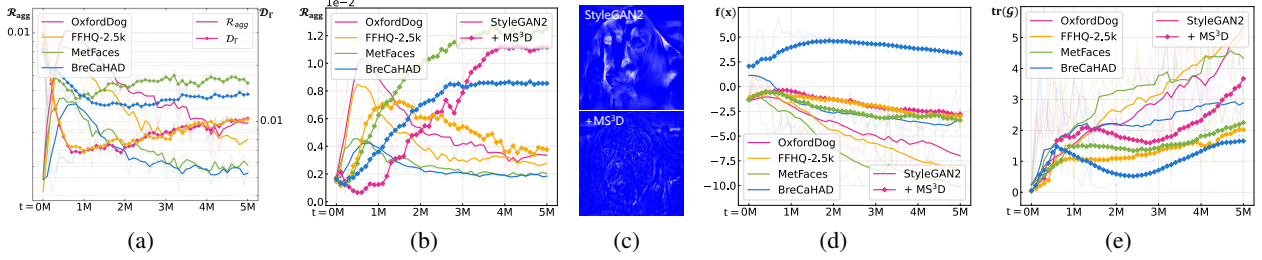 𝓡agg
𝓓Γ
0.01
OxfordDog
FFHQ-2.5k
MetFaces
BreCaHAD
𝓡agg
𝓓Γ
0.01
t = 0M 1M 2M 3M 4M 5M
(a)
𝓡agg
1e−2
1.2
1.0
0.8
0.6
0.4
0.2
0.0
OxfordDog
FFHQ-2.5k
MetFaces
BreCaHAD
StyleGAN2
+ MS³D
t = 0M 1M 2M 3M 4M 5M
(b)
StyleGAN2
+MS³D
(c)
f(x)
5.0
2.5
0.0
−2.5
−5.0
−7.5
−10.0
OxfordDog
FFHQ-2.5k
MetFaces
BreCaHAD
StyleGAN2
+ MS³D
t = 0M 1M 2M 3M 4M 5M
(d)
tr(𝓖)
5
4
3
2
1
0
OxfordDog
FFHQ-2.5k
MetFaces
BreCaHAD
StyleGAN2
+ MS³D
t = 0M 1M 2M 3M 4M 5M
(e)